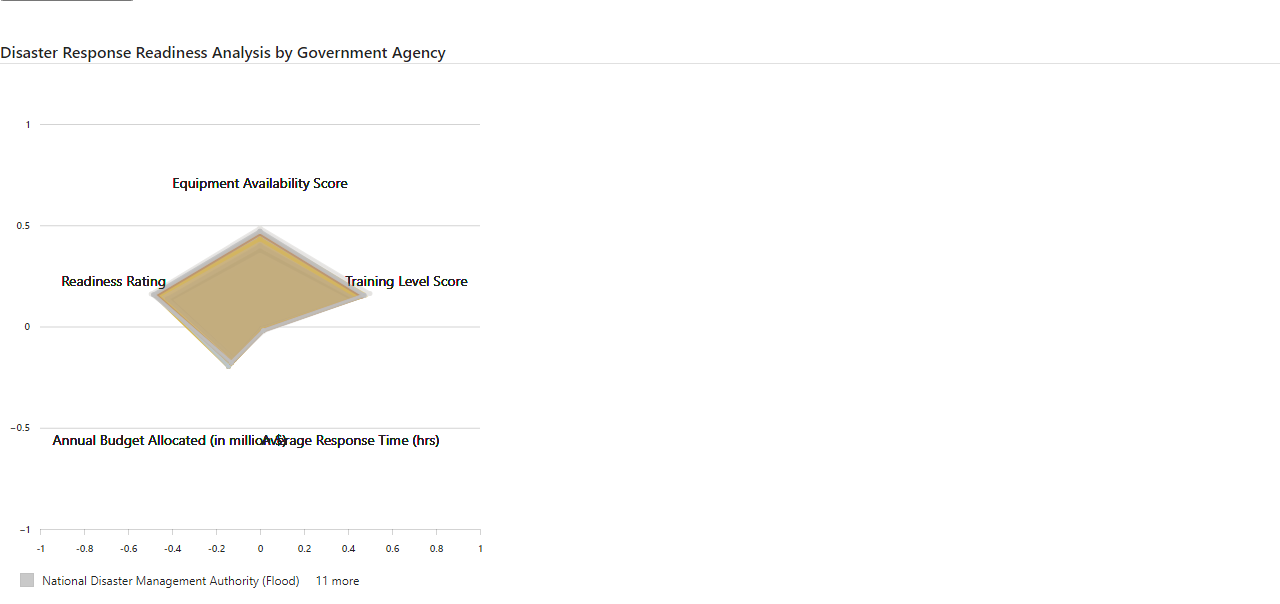 Disaster Response Readiness Analysis by Government Agency
1
Equipment Availability Score
0.5
Readiness Rating
Training Level Score
0
−0.5
Annual Budget Allocated (in million $)
Average Response Time (hrs)
−1
-1 -0.8 -0.6 -0.4 -0.2 0 0.2 0.4 0.6 0.8 1
National Disaster Management Authority (Flood) 11 more